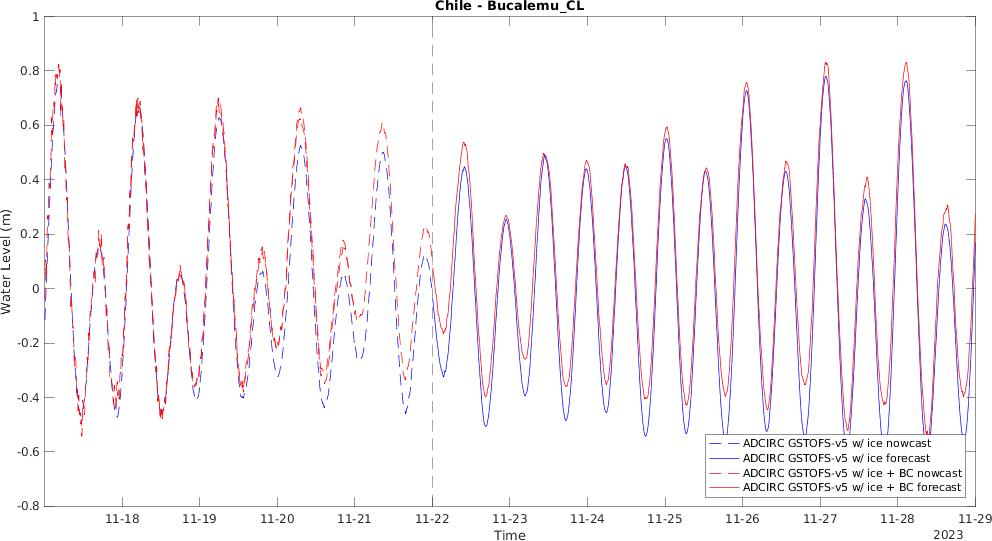 Chile - Bucalemu_CL
1
0.8
0.6
0.4
0.2
0
-0.2
-0.4
-0.6
-0.8
Water Level (m)
ADCIRC GSTOFS-v5 w/ ice nowcast
ADCIRC GSTOFS-v5 w/ ice forecast
ADCIRC GSTOFS-v5 w/ ice + BC nowcast
ADCIRC GSTOFS-v5 w/ ice + BC forecast
11-18 11-19 11-20 11-21 11-22 11-23 11-24 11-25 11-26 11-27 11-28 11-29
Time
2023